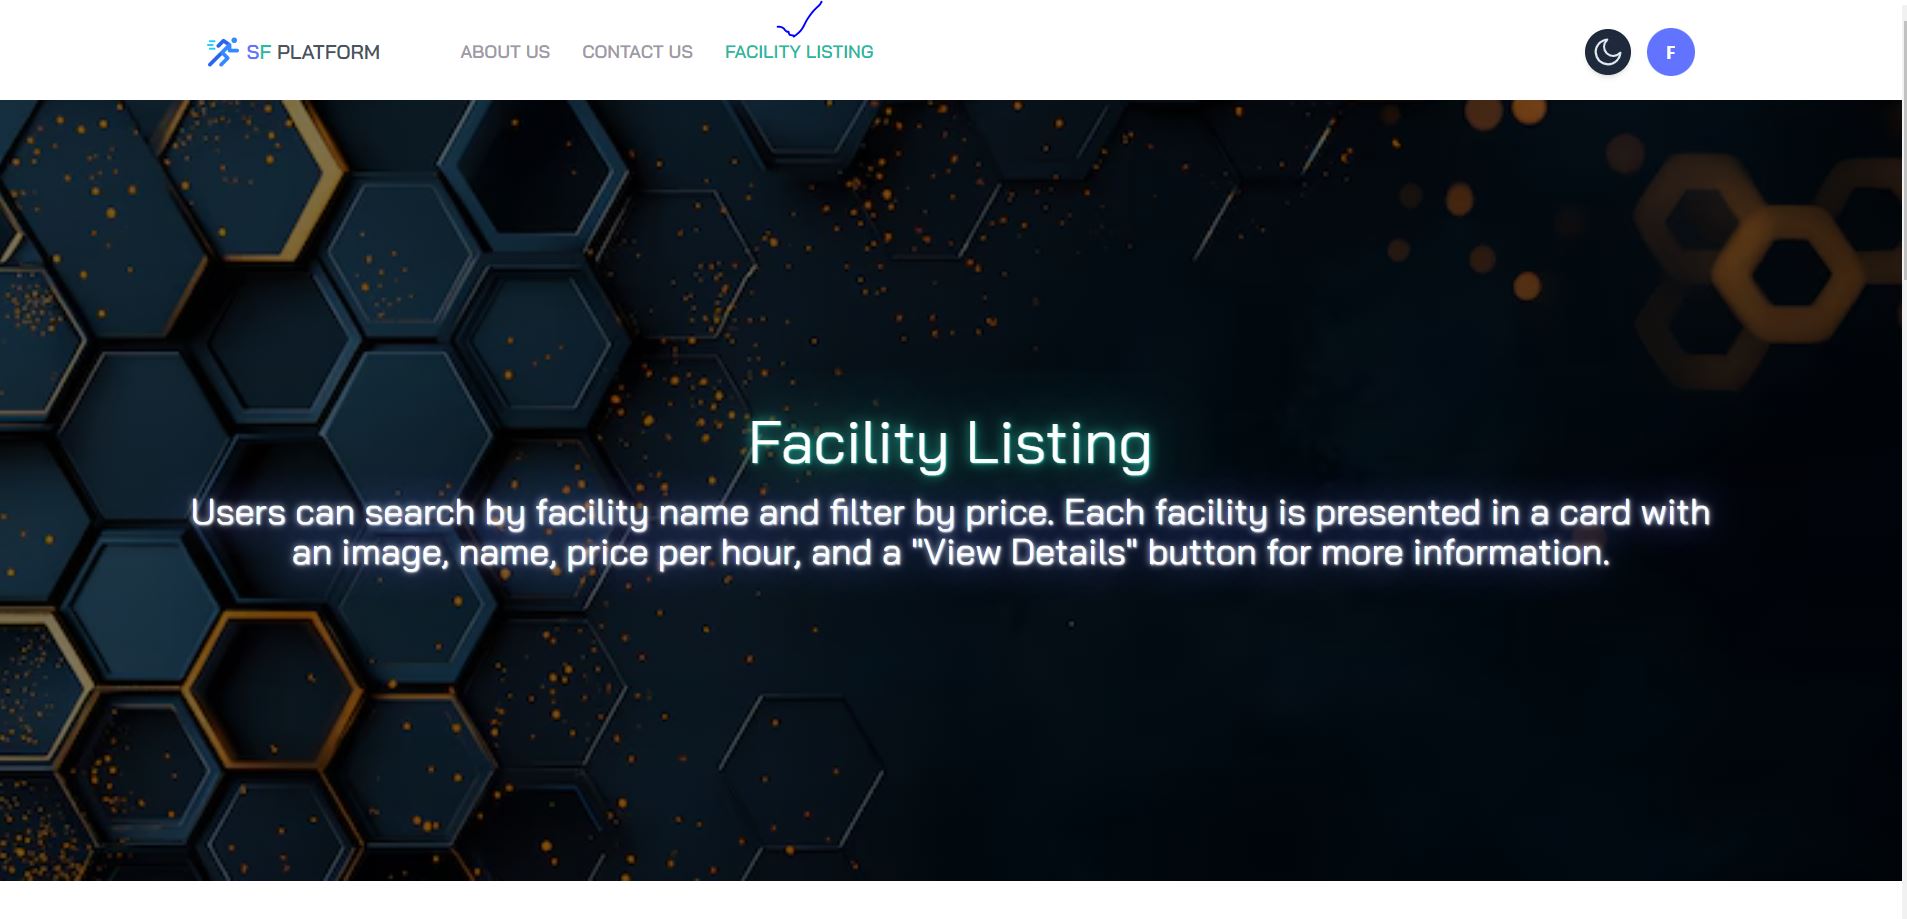 SF PLATFORM
ABOUT US
CONTACT US
FACILITY LISTING
F
Facility Listing
Users can search by facility name and filter by price. Each facility is presented in a card with
an image, name, price per hour, and a "View Details" button for more information.